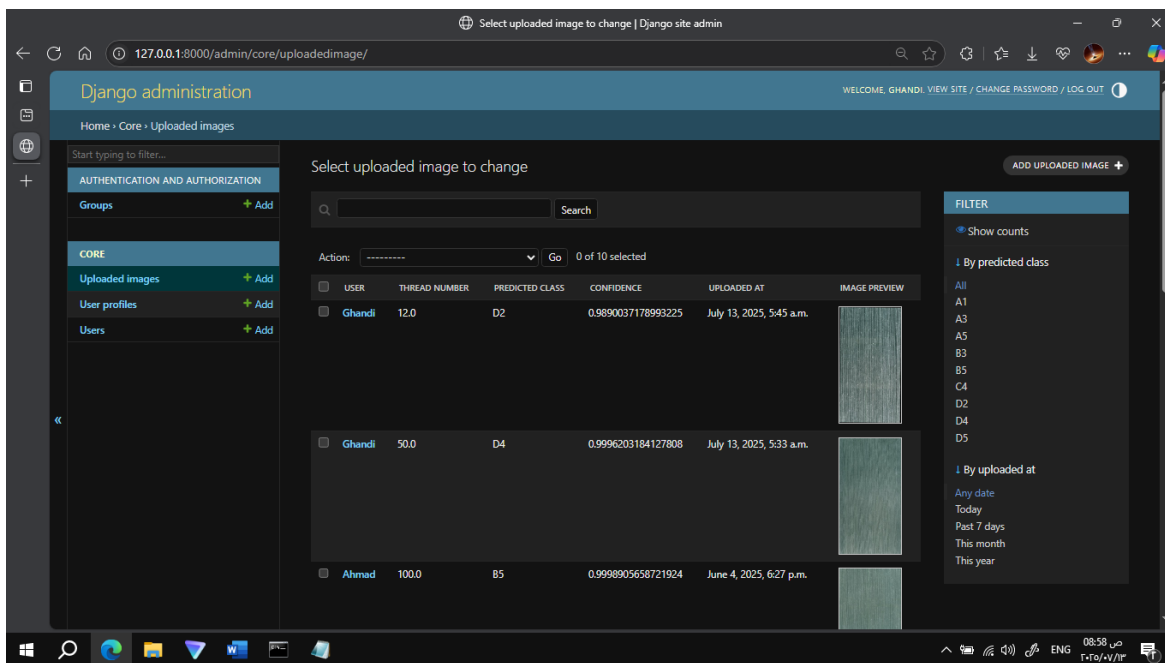 Select uploaded image to change | Django site admin
127.0.0.1:8000/admin/core/uploadedimage/
Django administration
WELCOME, GHANDI. VIEW SITE / CHANGE PASSWORD / LOG OUT
Home › Core › Uploaded images
Start typing to filter...
AUTHENTICATION AND AUTHORIZATION
Groups + Add
CORE
Uploaded images + Add
User profiles + Add
Users + Add
«
Select uploaded image to change
ADD UPLOADED IMAGE +
Search
Action: --------- Go 0 of 10 selected
USER THREAD NUMBER PREDICTED CLASS CONFIDENCE UPLOADED AT IMAGE PREVIEW
Ghandi 12.0 D2 0.9890037178993225 July 13, 2025, 5:45 a.m.
Ghandi 50.0 D4 0.9996203184127808 July 13, 2025, 5:33 a.m.
Ahmad 100.0 B5 0.9998905658721924 June 4, 2025, 6:27 p.m.
FILTER
Show counts
↓ By predicted class
All
A1
A3
A5
B3
B5
C4
D2
D4
D5
↓ By uploaded at
Any date
Today
Past 7 days
This month
This year
ENG
08:58 ص
٢٠٢٥/٠٧/١٣